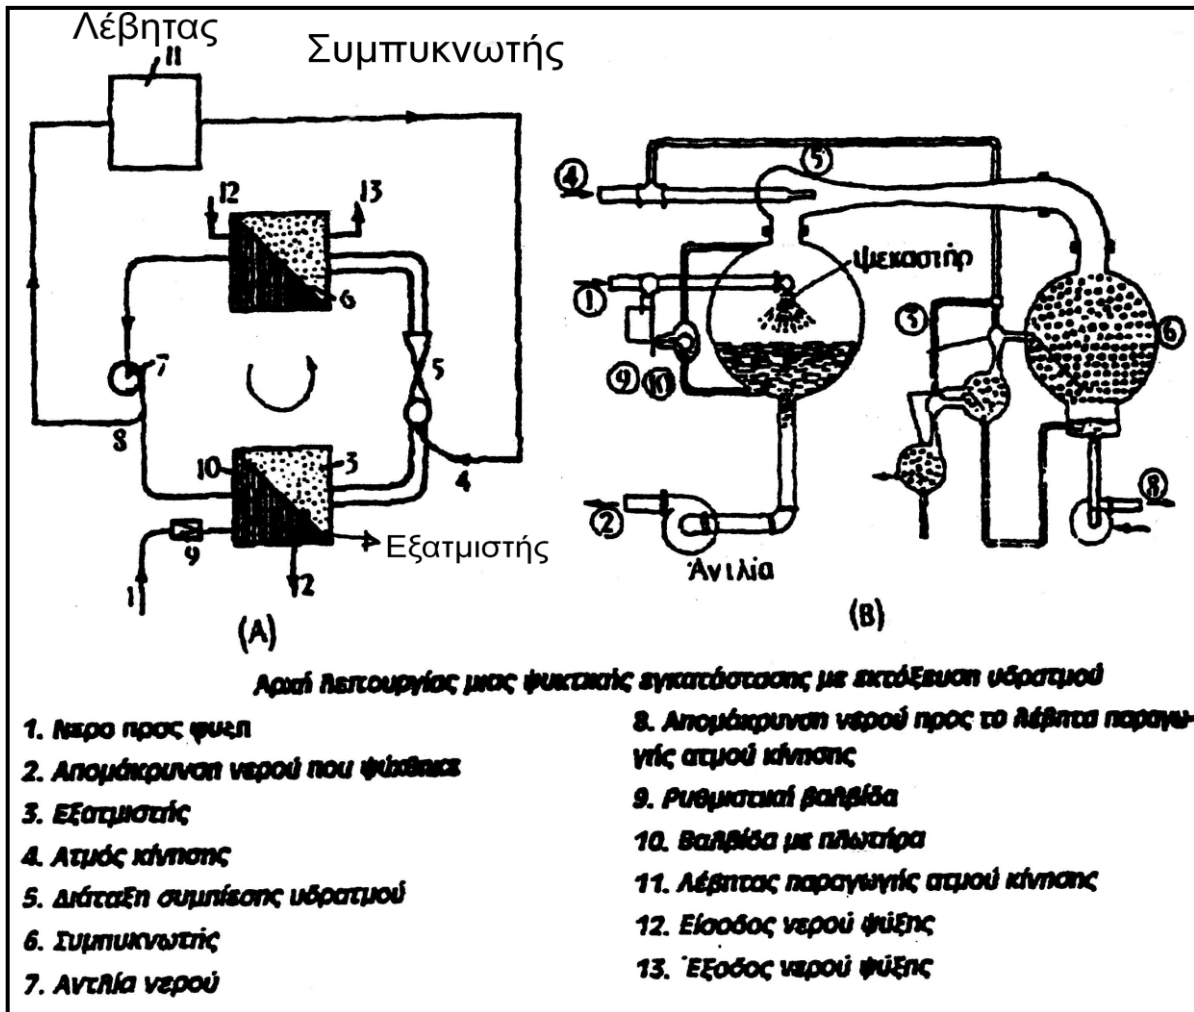 Λέβητας
11
Συμπυκνωτής
12
13
6
7
5
8
10
3
4
9
Εξατμιστής
1
2
(A)
5
4
ψεκαστήρ
1
3
6
9 10
2
8
Ἀντλία
(B)
Αρχή λειτουργίας μιας ψυκτικής εγκατάστασης με εκτόξευση υδρατμού
1. Νερο προς ψυξη
2. Απομάκρυνση νερού που ψύχθηκε
3. Εξατμιστής
4. Ατμός κίνησης
5. Διάταξη συμπίεσης υδρατμού
6. Συμπυκνωτής
7. Αντλία νερού
8. Απομάκρυνση νερού προς το λέβητα παραγω-
γής ατμού κίνησης
9. Ρυθμιστική βαλβίδα
10. Βαλβίδα με πλωτήρα
11. Λέβητας παραγωγής ατμού κίνησης
12. Είσοδος νερού ψύξης
13. Έξοδος νερού ψύξης